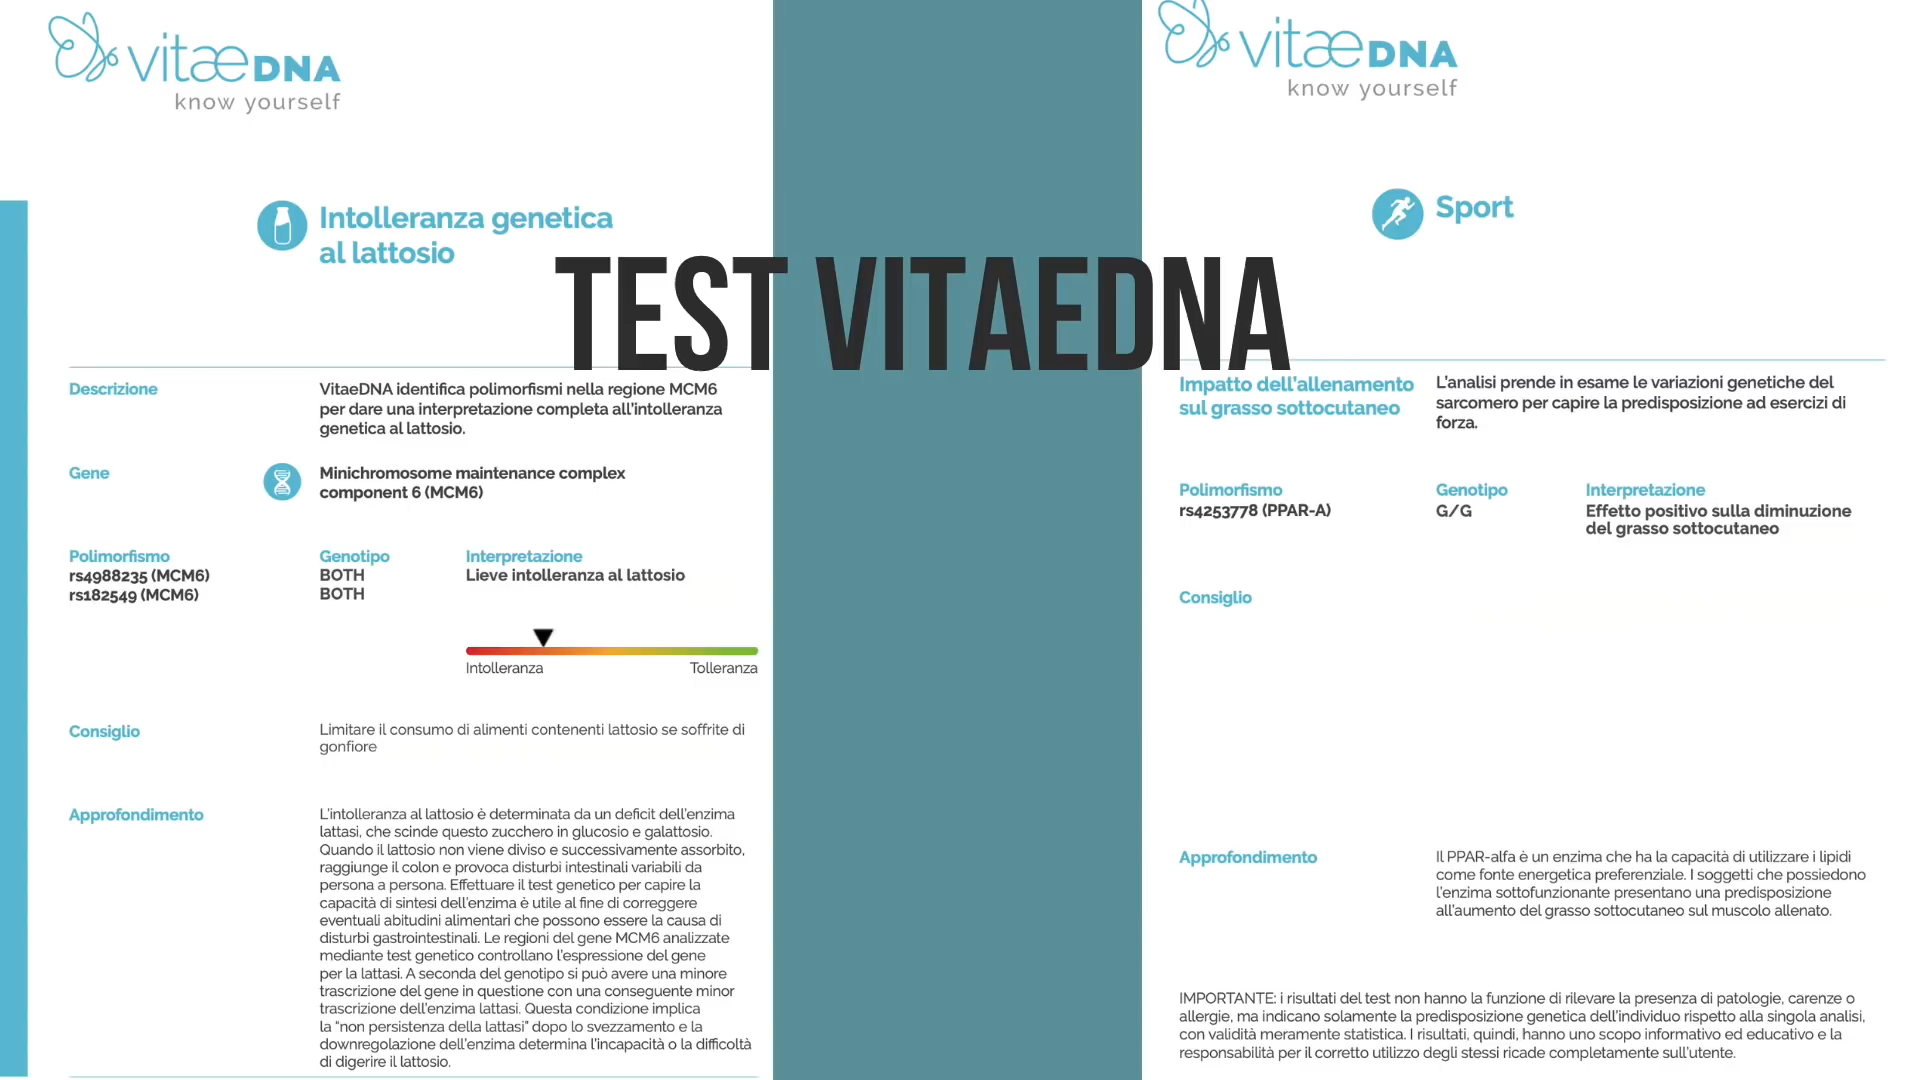 vitæDNA
know yourself
Intolleranza genetica
al lattosio
Descrizione
VitaeDNA identifica polimorfismi nella regione MCM6
per dare una interpretazione completa all'intolleranza
genetica al lattosio.
Gene
Minichromosome maintenance complex
component 6 (MCM6)
Polimorfismo Genotipo Interpretazione
rs4988235 (MCM6) BOTH Lieve intolleranza al lattosio
rs182549 (MCM6) BOTH
Intolleranza Tolleranza
Consiglio
Limitare il consumo di alimenti contenenti lattosio se soffrite di
gonfiore
Approfondimento
L'intolleranza al lattosio è determinata da un deficit dell'enzima
lattasi, che scinde questo zucchero in glucosio e galattosio.
Quando il lattosio non viene diviso e successivamente assorbito,
raggiunge il colon e provoca disturbi intestinali variabili da
persona a persona. Effettuare il test genetico per capire la
capacità di sintesi dell'enzima è utile al fine di correggere
eventuali abitudini alimentari che possono essere la causa di
disturbi gastrointestinali. Le regioni del gene MCM6 analizzate
mediante test genetico controllano l'espressione del gene
per la lattasi. A seconda del genotipo si può avere una minore
trascrizione del gene in questione con una conseguente minor
trascrizione dell'enzima lattasi. Questa condizione implica
la "non persistenza della lattasi" dopo lo svezzamento e la
downregolazione dell'enzima determina l'incapacità o la difficoltà
di digerire il lattosio.
TEST VITAEDNA
vitæDNA
know yourself
Sport
Impatto dell'allenamento
sul grasso sottocutaneo
L'analisi prende in esame le variazioni genetiche del
sarcomero per capire la predisposizione ad esercizi di
forza.
Polimorfismo Genotipo Interpretazione
rs4253778 (PPAR-A) G/G Effetto positivo sulla diminuzione
del grasso sottocutaneo
Consiglio
Approfondimento
Il PPAR-alfa è un enzima che ha la capacità di utilizzare i lipidi
come fonte energetica preferenziale. I soggetti che possiedono
l'enzima sottofunzionante presentano una predisposizione
all'aumento del grasso sottocutaneo sul muscolo allenato.
IMPORTANTE: i risultati del test non hanno la funzione di rilevare la presenza di patologie, carenze o
allergie, ma indicano solamente la predisposizione genetica dell'individuo rispetto alla singola analisi,
con validità meramente statistica. I risultati, quindi, hanno uno scopo informativo ed educativo e la
responsabilità per il corretto utilizzo degli stessi ricade completamente sull'utente.